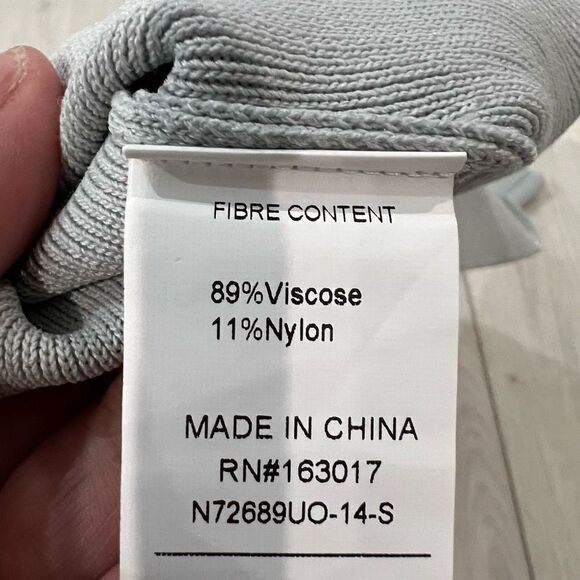 FIBRE CONTENT
89%Viscose
11%Nylon
MADE IN CHINA
RN#163017
N72689UO-14-S